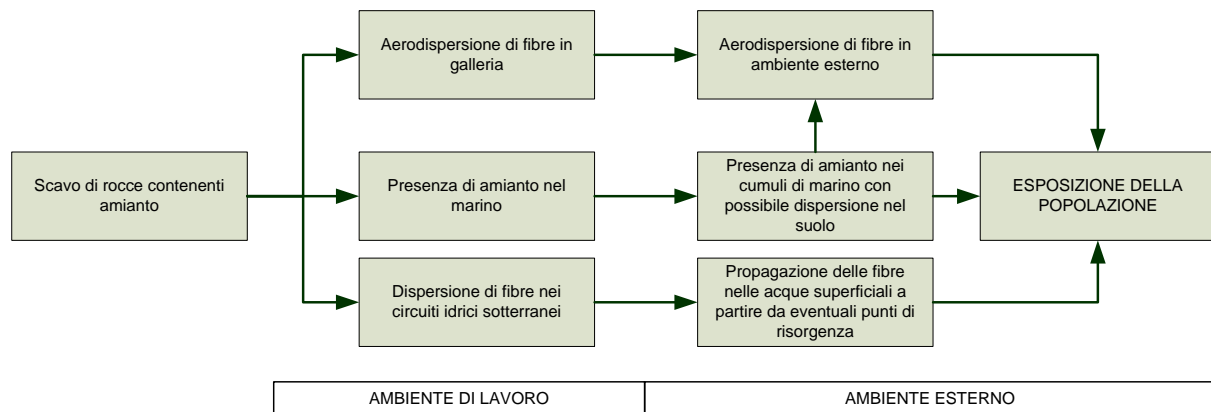 Aerodispersione di fibre in
galleria
Aerodispersione di fibre in
ambiente esterno
Scavo di rocce contenenti
amianto
Presenza di amianto nel
marino
Presenza di amianto nei
cumuli di marino con
possibile dispersione nel
suolo
ESPOSIZIONE DELLA
POPOLAZIONE
Dispersione di fibre nei
circuiti idrici sotterranei
Propagazione delle fibre
nelle acque superficiali a
partire da eventuali punti di
risorgenza
AMBIENTE DI LAVORO
AMBIENTE ESTERNO